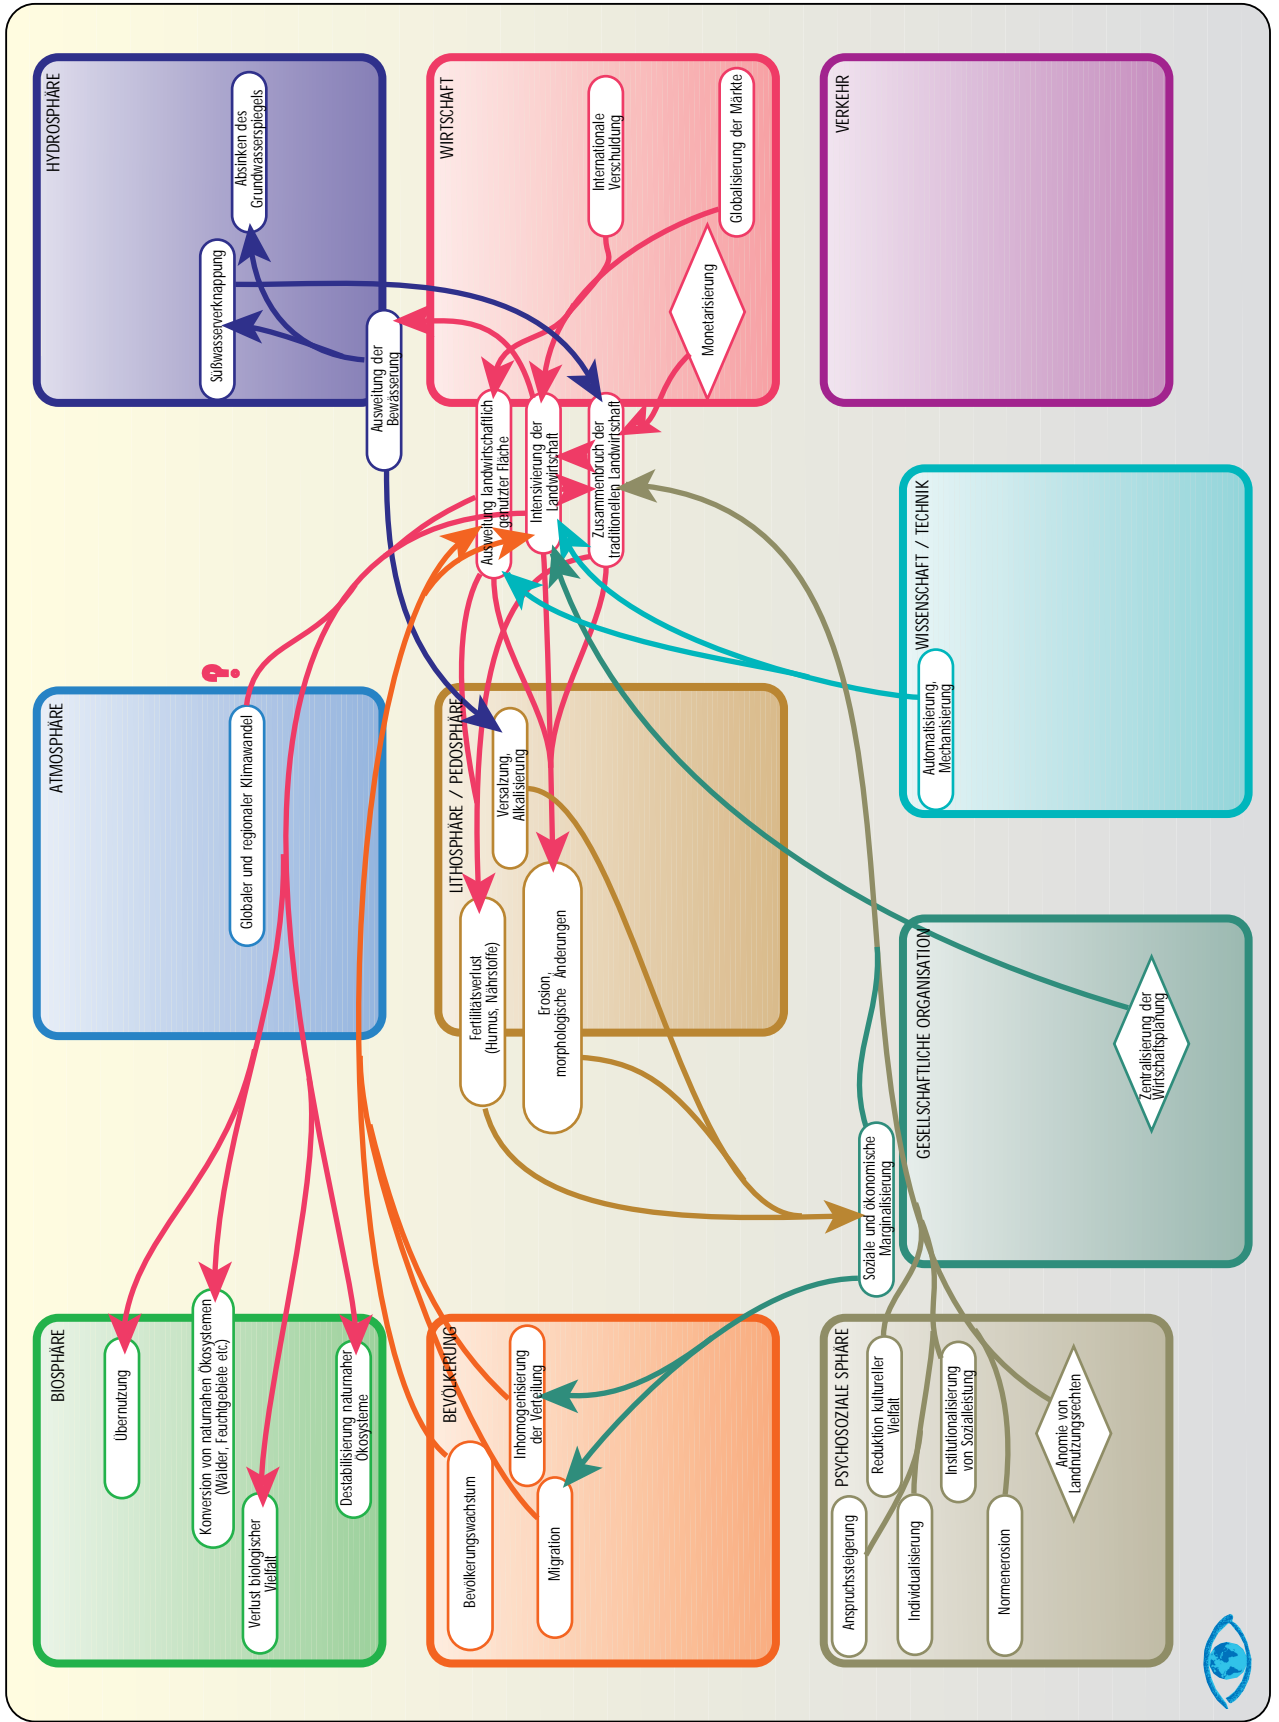 BIOSPHÄRE
Übernutzung
Konversion von naturnahen Ökosystemen
(Wälder, Feuchtgebiete etc.)
Verlust biologischer
Vielfalt
Destabilisierung naturnaher
Ökosysteme
ATMOSPHÄRE
Globaler und regionaler Klimawandel
?
HYDROSPHÄRE
Süßwasserverknappung
Absinken des
Grundwasserspiegels
Ausweitung der
Bewässerung
BEVÖLKERUNG
Bevölkerungswachstum
Inhomogenisierung
der Verteilung
Migration
LITHOSPHÄRE / PEDOSPHÄRE
Fertilitätsverlust
(Humus, Nährstoffe)
Versalzung,
Alkalisierung
Erosion,
morphologische Änderungen
WIRTSCHAFT
Ausweitung landwirtschaftlich
genutzter Fläche
Intensivierung der
Landwirtschaft
Zusammenbruch der
traditionellen Landwirtschaft
Internationale
Verschuldung
Monetarisierung
Globalisierung der Märkte
PSYCHOSOZIALE SPHÄRE
Anspruchssteigerung
Reduktion kultureller
Vielfalt
Individualisierung
Institutionalisierung
von Sozialleistung
Normenerosion
Anomie von
Landnutzungsrechten
Soziale und ökonomische
Marginalisierung
GESELLSCHAFTLICHE ORGANISATION
Zentralisierung der
Wirtschaftsplanung
WISSENSCHAFT / TECHNIK
Automatisierung,
Mechanisierung
VERKEHR